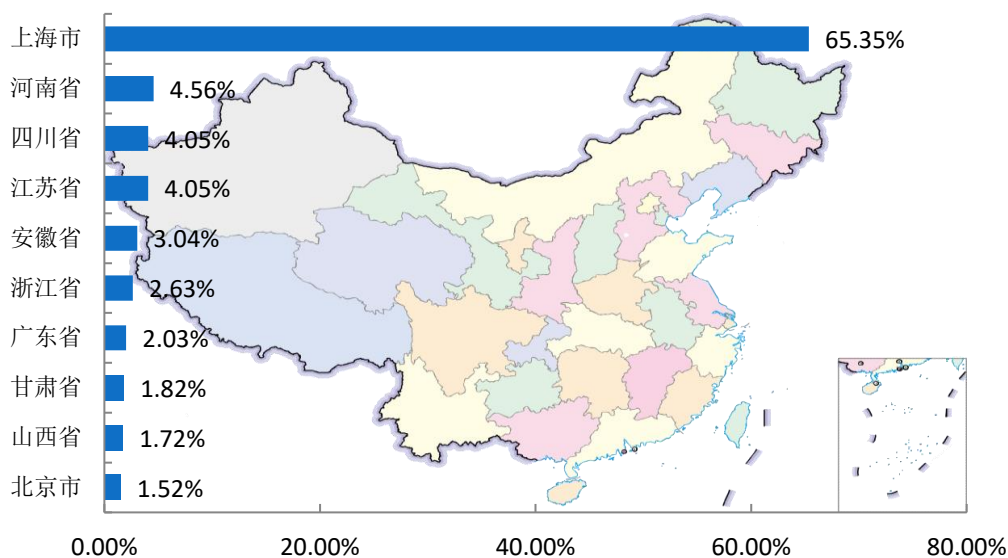 上海市 65.35%
河南省 4.56%
四川省 4.05%
江苏省 4.05%
安徽省 3.04%
浙江省 2.63%
广东省 2.03%
甘肃省 1.82%
山西省 1.72%
北京市 1.52%
0.00% 20.00% 40.00% 60.00% 80.00%